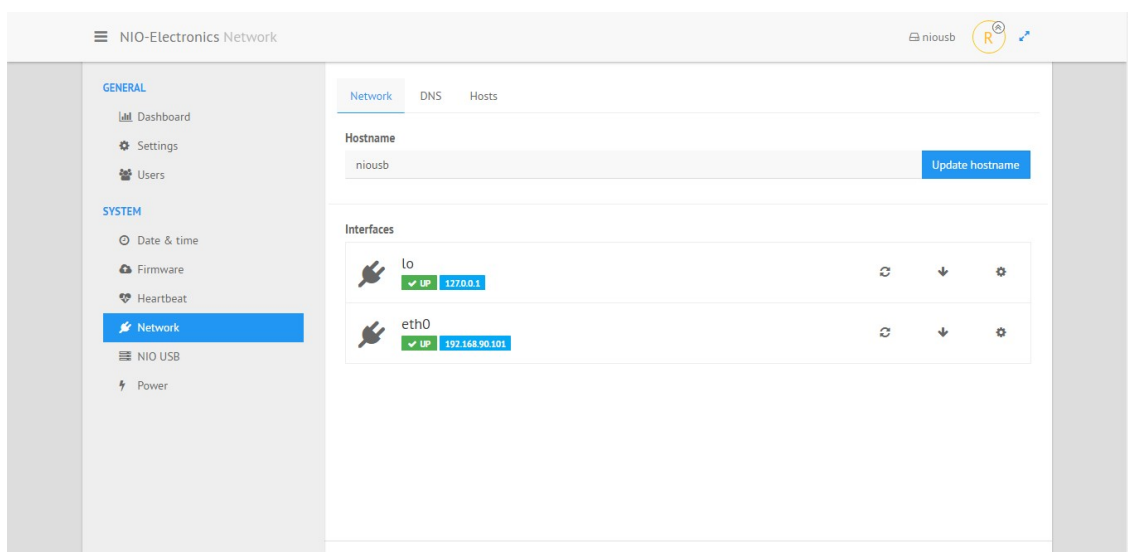 NIO-Electronics Network
niousb
R
GENERAL
Dashboard
Settings
Users
SYSTEM
Date & time
Firmware
Heartbeat
Network
NIO USB
Power
Network DNS Hosts
Hostname
niousb Update hostname
Interfaces
lo
UP 127.0.0.1
eth0
UP 192.168.90.101